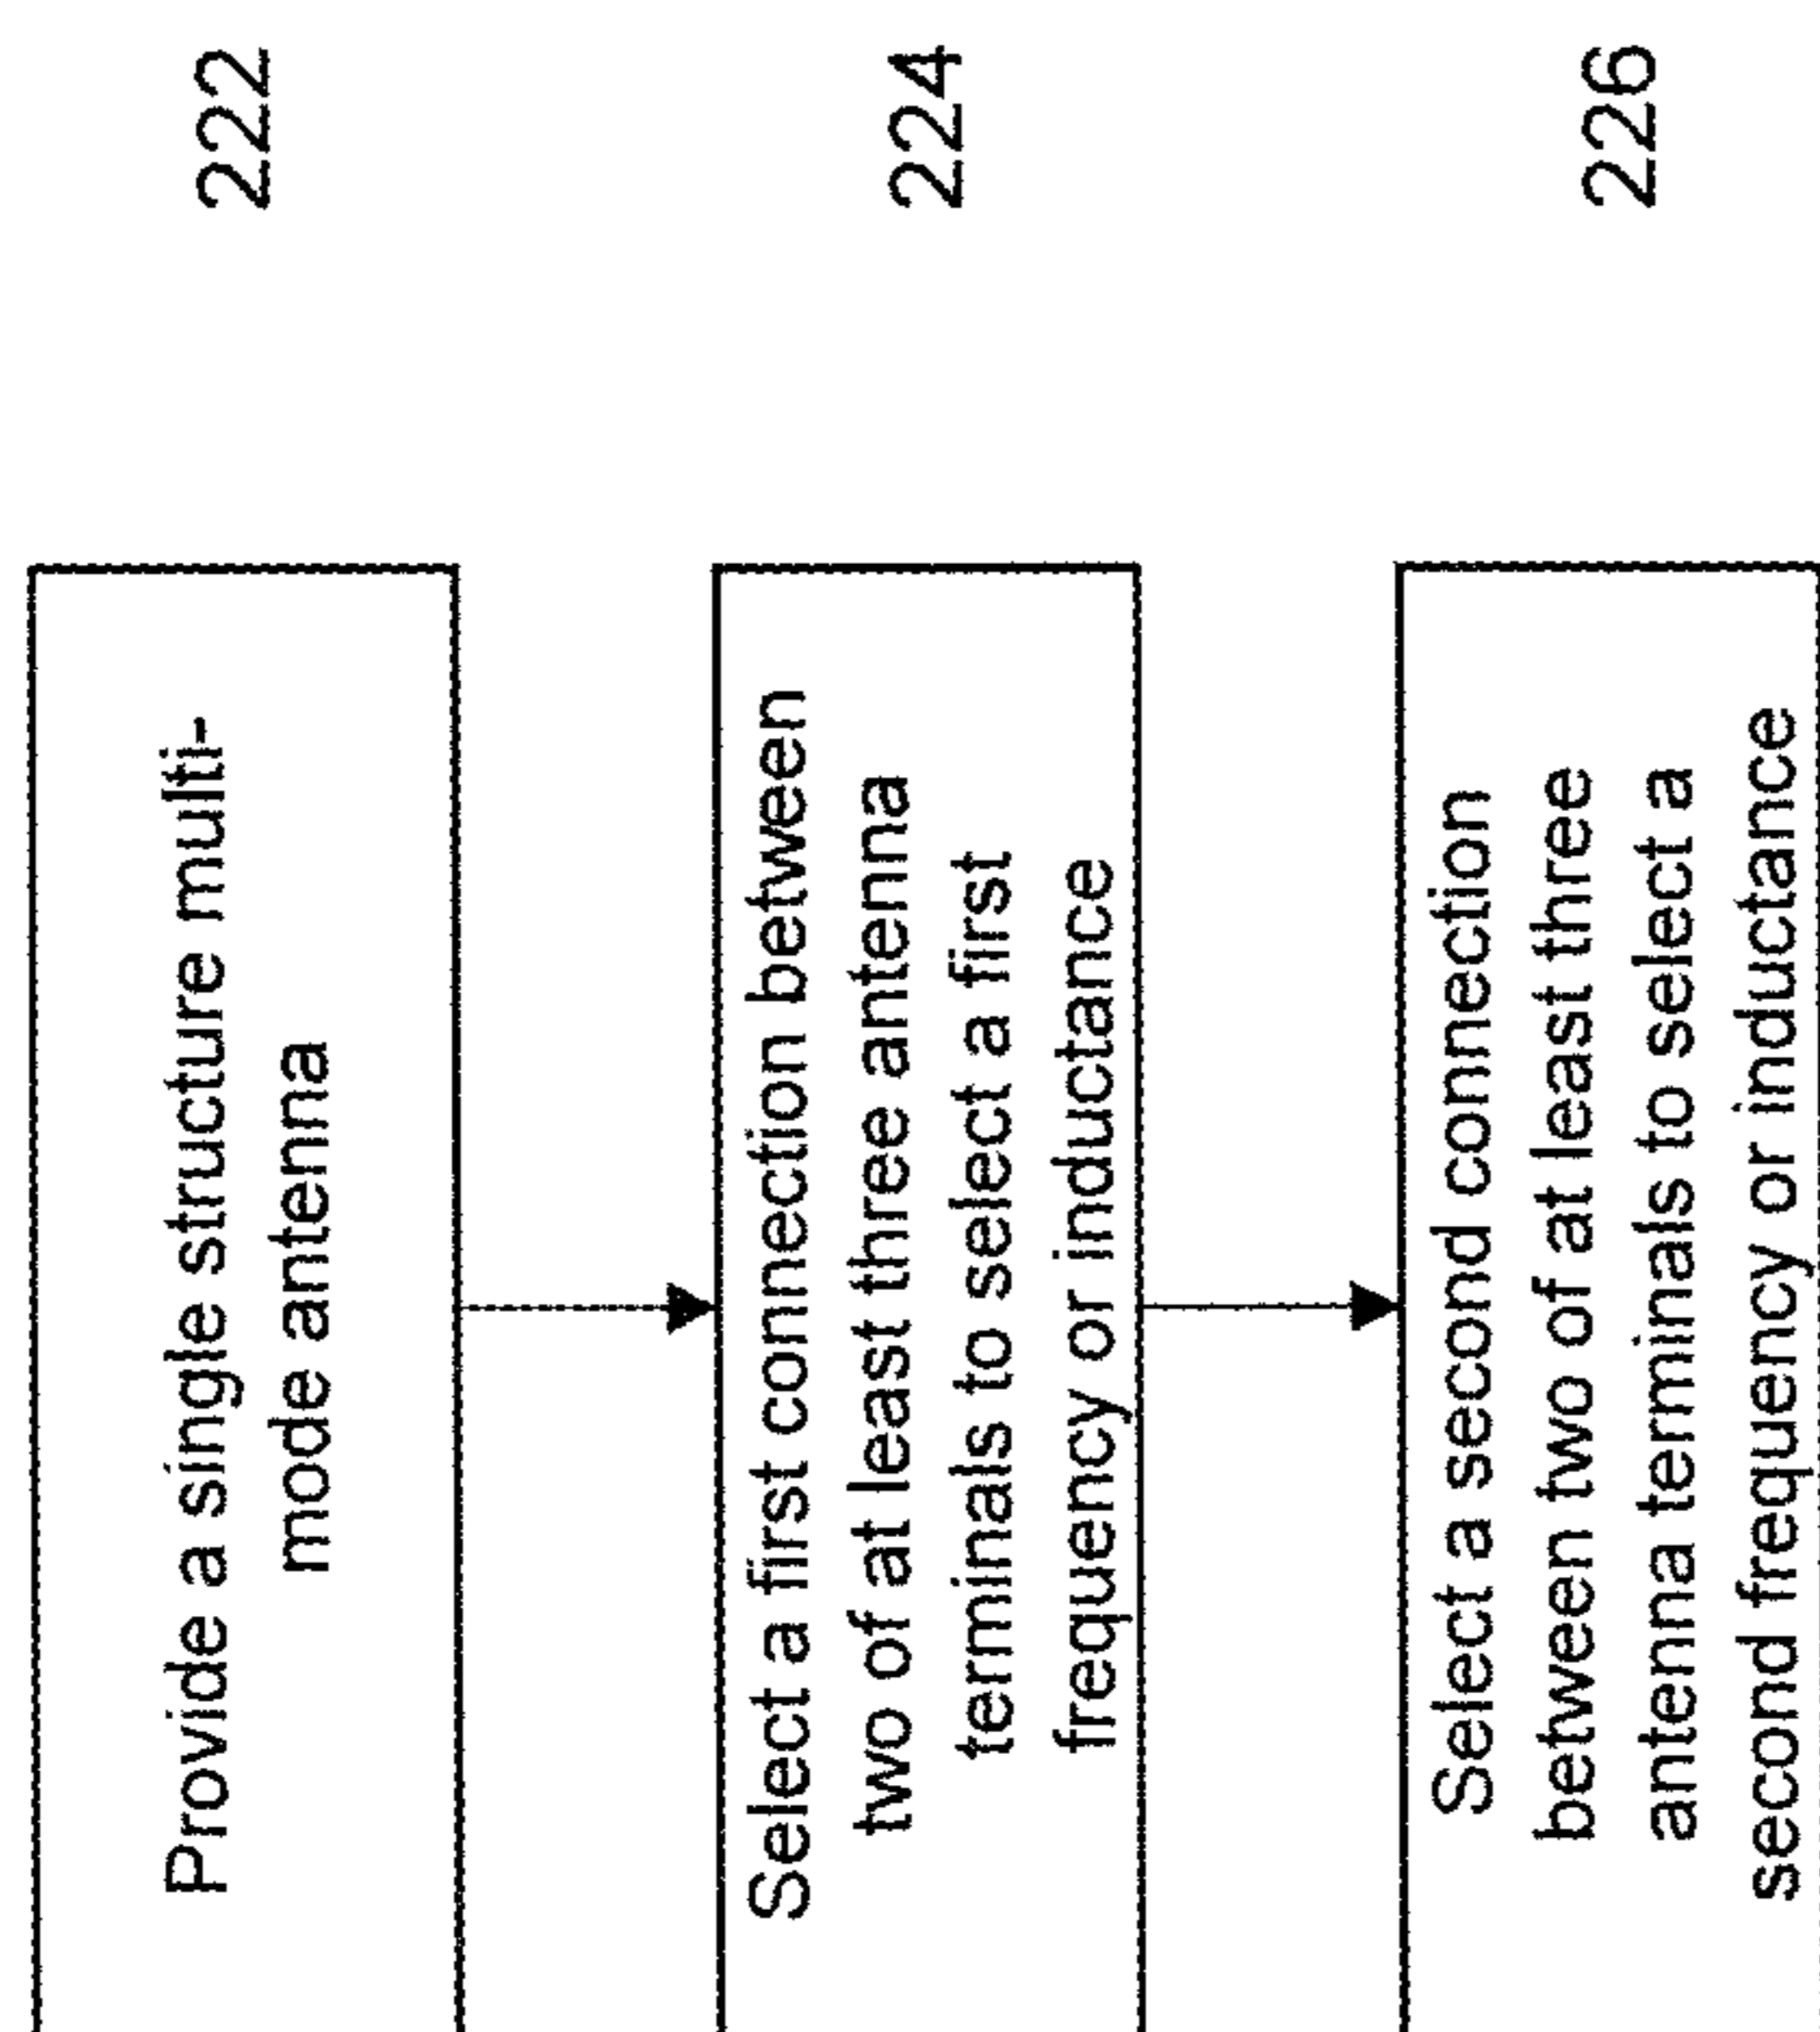 Provide a single structure multi-
mode antenna
222
Select a first connection between
two of at least three antenna
terminals to select a first
frequency or inductance
224
Select a second connection
between two of at least three
antenna terminals to select a
second frequency or inductance
226